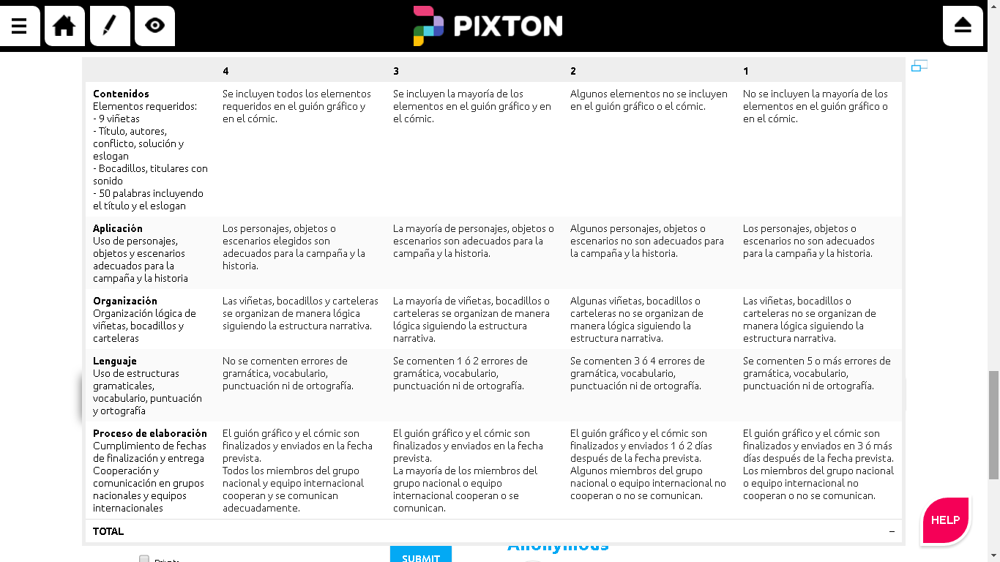 PIXTON
4 3 2 1
Contenidos
Elementos requeridos:
- 9 viñetas
- Título, autores,
conflicto, solución y
eslogan
- Bocadillos, titulares con
sonido
- 50 palabras incluyendo
el título y el eslogan
Se incluyen todos los elementos
requeridos en el guión gráfico y
en el cómic.
Se incluyen la mayoría de los
elementos en el guión gráfico y en
el cómic.
Algunos elementos no se incluyen
en el guión gráfico o el cómic.
No se incluyen la mayoría de los
elementos en el guión gráfico o
en el cómic.
Aplicación
Uso de personajes,
objetos y escenarios
adecuados para la
campaña y la historia
Los personajes, objetos o
escenarios elegidos son
adecuados para la campaña y la
historia.
La mayoría de personajes, objetos o
escenarios son adecuados para la
campaña y la historia.
Algunos personajes, objetos o
escenarios no son adecuados para
la campaña y la historia.
Los personajes, objetos o
escenarios no son adecuados
para la campaña y la historia.
Organización
Organización lógica de
viñetas, bocadillos y
carteleras
Las viñetas, bocadillos y carteleras
se organizan de manera lógica
siguiendo la estructura narrativa.
La mayoría de viñetas, bocadillos o
carteleras se organizan de manera
lógica siguiendo la estructura
narrativa.
Algunas viñetas, bocadillos o
carteleras no se organizan de
manera lógica siguiendo la
estructura narrativa.
Las viñetas, bocadillos o
carteleras no se organizan de
manera lógica siguiendo la
estructura narrativa.
Lenguaje
Uso de estructuras
gramaticales,
vocabulario, puntuación
y ortografía
No se comenten errores de
gramática, vocabulario,
punctuación ni de ortografía.
Se comenten 1 ó 2 errores de
gramática, vocabulario,
punctuación ni de ortografía.
Se comenten 3 ó 4 errores de
gramática, vocabulario,
punctuación ni de ortografía.
Se comenten 5 o más errores de
gramática, vocabulario,
punctuación ni de ortografía.
Proceso de elaboración
Cumplimiento de fechas
de finalización y entrega
Cooperación y
comunicación en grupos
nacionales y equipos
internacionales
El guión gráfico y el cómic son
finalizados y enviados en la fecha
prevista.
Todos los miembros del grupo
nacional y equipo internacional
cooperan y se comunican
adecuadamente.
El guión gráfico y el cómic son
finalizados y enviados en la fecha
prevista.
La mayoría de los miembros del
grupo nacional o equipo
internacional cooperan o se
comunican.
El guión gráfico y el cómic son
finalizados y enviados 1 ó 2 días
después de la fecha prevista.
Algunos miembros del grupo
nacional o equipo internacional no
cooperan o no se comunican.
El guión gráfico y el cómic son
finalizados y enviados en 3 ó más
días después de la fecha prevista.
Los miembros del grupo nacional
o equipo internacional no
cooperan o no se comunican.
TOTAL –
HELP
Anonymous
SUBMIT
Private